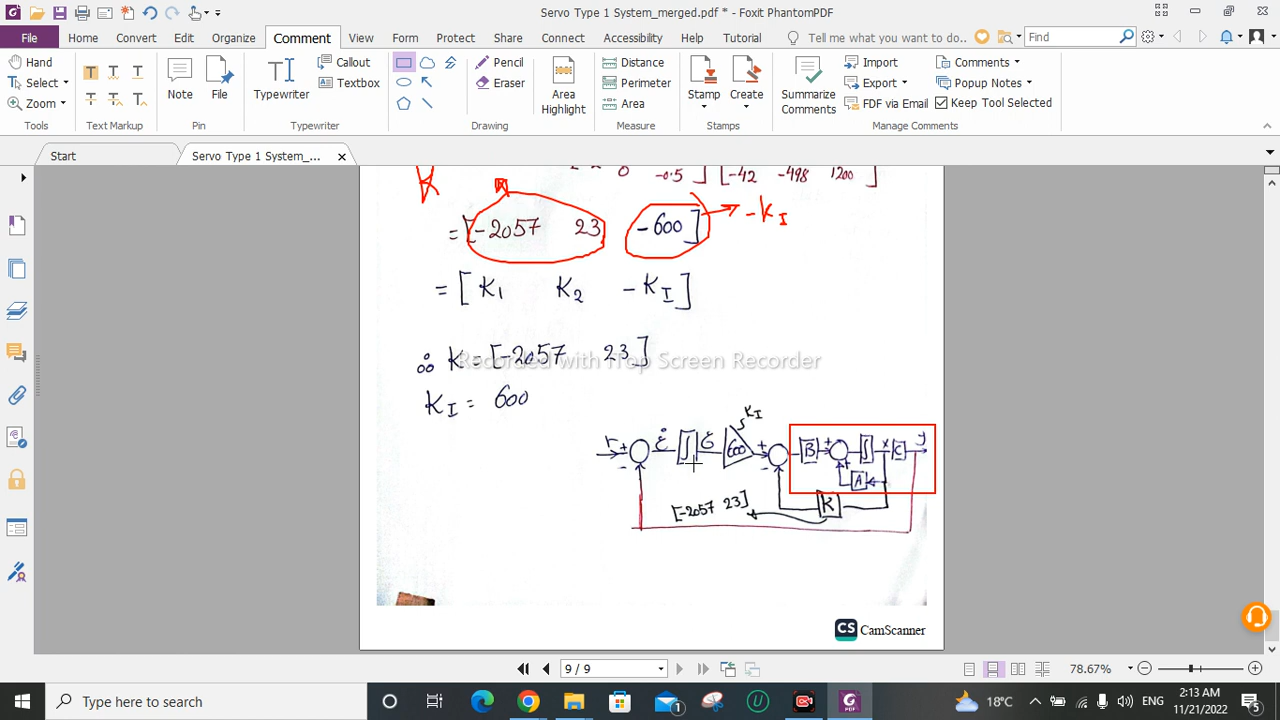 Servo Type 1 System_merged.pdf * - Foxit PhantomPDF
File Home Convert Edit Organize Comment View Form Protect Share Connect Accessibility Help Tutorial Tell me what you want to do.. Find
Hand
Select
Zoom
Tools
Text Markup
Note
File
Pin
Typewriter
Callout
Textbox
Typewriter
Pencil
Eraser
Drawing
Area Highlight
Distance
Perimeter
Area
Measure
Stamp
Create
Stamps
Summarize Comments
Import
Export
FDF via Email
Comments
Popup Notes
Keep Tool Selected
Manage Comments
Start Servo Type 1 System_...
0 -0.5 ] [ -42 -498 1200 ]
K K
= [ -2057 23 -600 ] → -K I
= [ K1 K2 -K I ]
∴ K = [ -2057 23 ]
Recorded with iTop Screen Recorder
K I = 600
K I
r + - ∫ 600 + - B + + ∫ x C y
A
[-2057 23] K
CS CamScanner
9 / 9 78.67%
Type here to search 1 U 18°C ENG 2:13 AM 11/21/2022 5